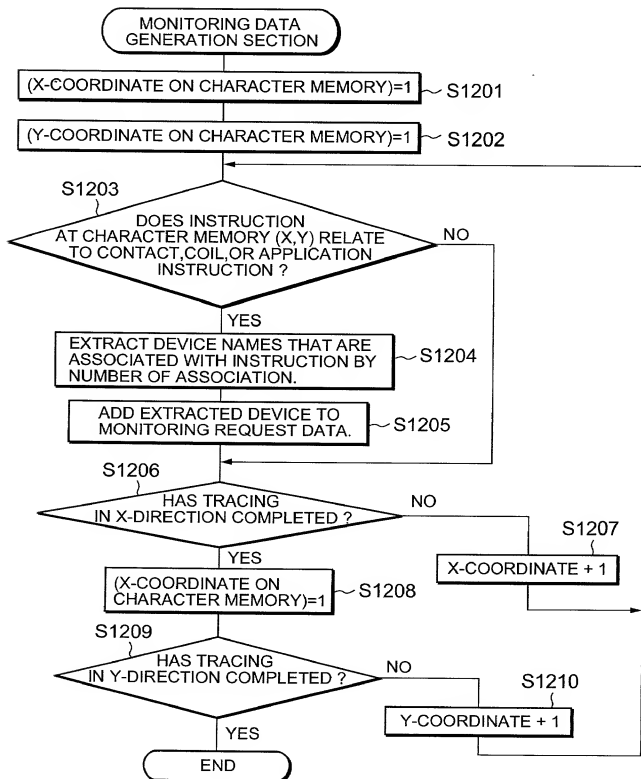 MONITORING DATA
GENERATION SECTION
(X-COORDINATE ON CHARACTER MEMORY)=1
S1201
(Y-COORDINATE ON CHARACTER MEMORY)=1
S1202
S1203
DOES INSTRUCTION
AT CHARACTER MEMORY (X,Y) RELATE
TO CONTACT,COIL,OR APPLICATION
INSTRUCTION ?
NO
YES
EXTRACT DEVICE NAMES THAT ARE
ASSOCIATED WITH INSTRUCTION BY
NUMBER OF ASSOCIATION.
S1204
ADD EXTRACTED DEVICE TO
MONITORING REQUEST DATA.
S1205
S1206
HAS TRACING
IN X-DIRECTION COMPLETED ?
NO
S1207
X-COORDINATE + 1
YES
(X-COORDINATE ON
CHARACTER MEMORY)=1
S1208
S1209
HAS TRACING
IN Y-DIRECTION COMPLETED ?
NO
S1210
Y-COORDINATE + 1
YES
END